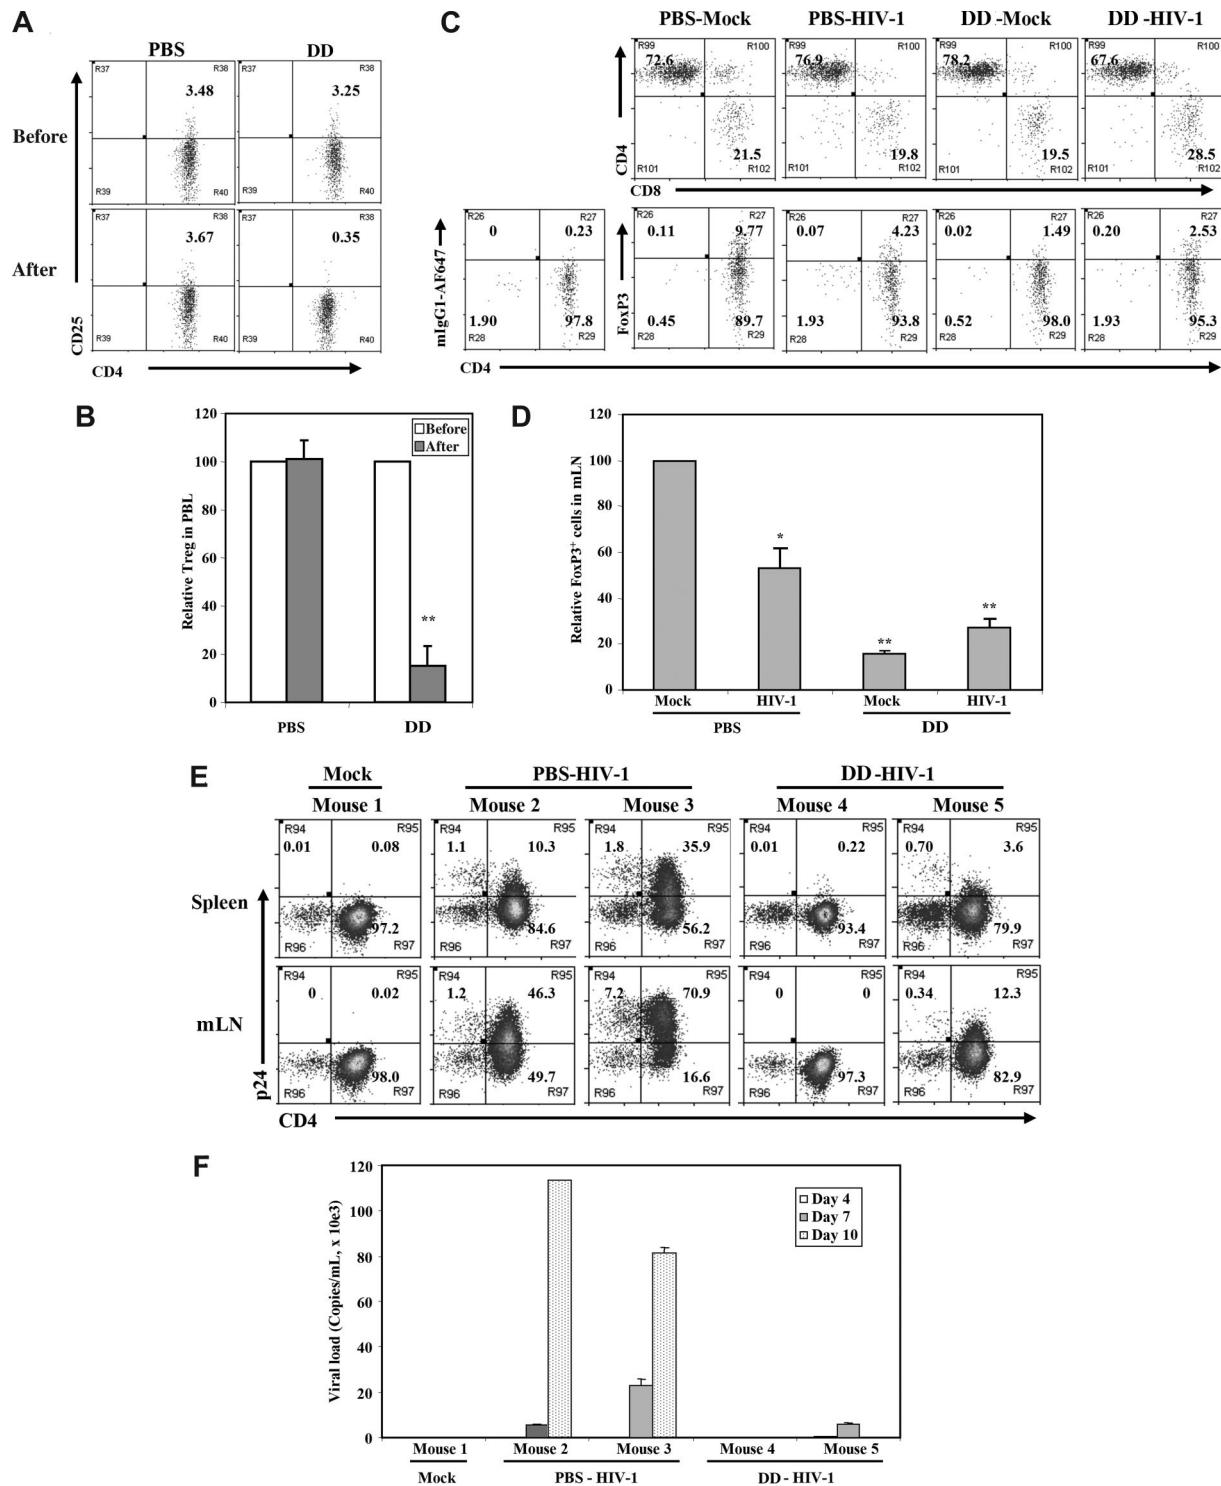 A
PBS DD
Before
R37 R38
3.48
R39 R40
R37 R38
3.25
R39 R40
After
R37 R38
3.67
R39 R40
R37 R38
0.35
R39 R40
CD25
CD4
C
PBS-Mock PBS-HIV-1 DD -Mock DD -HIV-1
R99 R100
72.6
21.5
R101 R102
R99 R100
76.9
19.8
R101 R102
R99 R100
78.2
19.5
R101 R102
R99 R100
67.6
28.5
R101 R102
CD4
CD8
mIgG1-AF647
R26 R27
0 0.23
1.90 97.8
R28 R29
FoxP3
R26 R27
0.11 9.77
0.45 89.7
R28 R29
R26 R27
0.07 4.23
1.93 93.8
R28 R29
R26 R27
0.02 1.49
0.52 98.0
R28 R29
R26 R27
0.20 2.53
1.93 95.3
R28 R29
CD4
B
Relative Treg in PBL
120
100
80
60
40
20
0
Before
After
**
PBS DD
D
Relative FoxP3+ cells in mLN
120
100
80
60
40
20
0
*
**
**
Mock HIV-1 Mock HIV-1
PBS DD
E
Mock PBS-HIV-1 DD -HIV-1
Mouse 1 Mouse 2 Mouse 3 Mouse 4 Mouse 5
Spleen
R94 R95
0.01 0.08
97.2
R96 R97
R94 R95
1.1 10.3
84.6
R96 R97
R94 R95
1.8 35.9
56.2
R96 R97
R94 R95
0.01 0.22
93.4
R96 R97
R94 R95
0.70 3.6
79.9
R96 R97
mLN
R94 R95
0 0.02
98.0
R96 R97
R94 R95
1.2 46.3
49.7
R96 R97
R94 R95
7.2 70.9
16.6
R96 R97
R94 R95
0 0
97.3
R96 R97
R94 R95
0.34 12.3
82.9
R96 R97
p24
CD4
F
Viral load (Copies/mL, x 10e3)
120
100
80
60
40
20
0
Day 4
Day 7
Day 10
Mouse 1 Mouse 2 Mouse 3 Mouse 4 Mouse 5
Mock PBS - HIV-1 DD - HIV-1